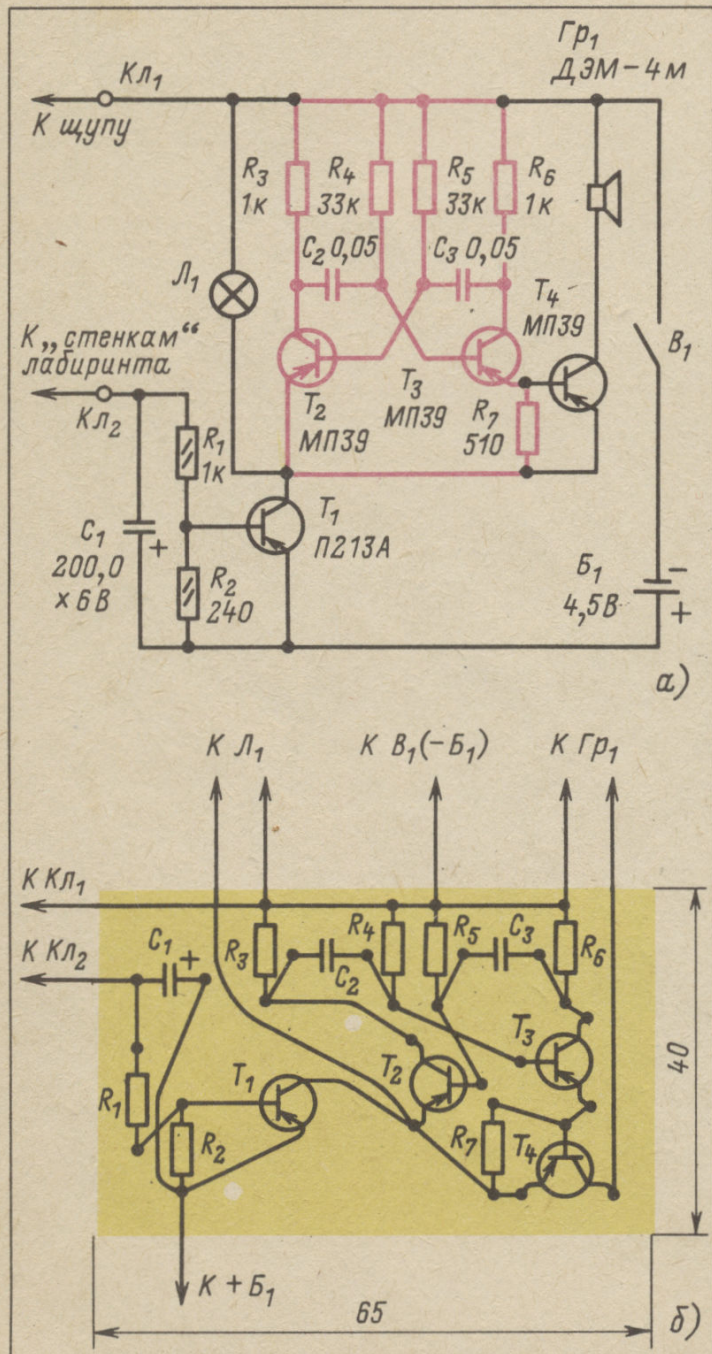 Гр₁
ДЭМ-4м
Кл₁
К щупу
R₃
1к
R₄
33к
R₅
33к
R₆
1к
C₂ 0,05
C₃ 0,05
Л₁
T₄
МП39
В₁
К „стенкам“
лабиринта
Кл₂
T₂
МП39
T₃
МП39
R₇
510
R₁
1к
C₁
200,0
× 6В
+
T₁
П213А
R₂
240
Б₁
4,5В
-
+
а)
К Л₁
К В₁(-Б₁)
К Гр₁
К Кл₁
К Кл₂
C₁
+
R₃
C₂
R₄
R₅
C₃
R₆
T₃
R₁
T₁
T₂
R₂
R₇
T₄
40
К + Б₁
65
б)